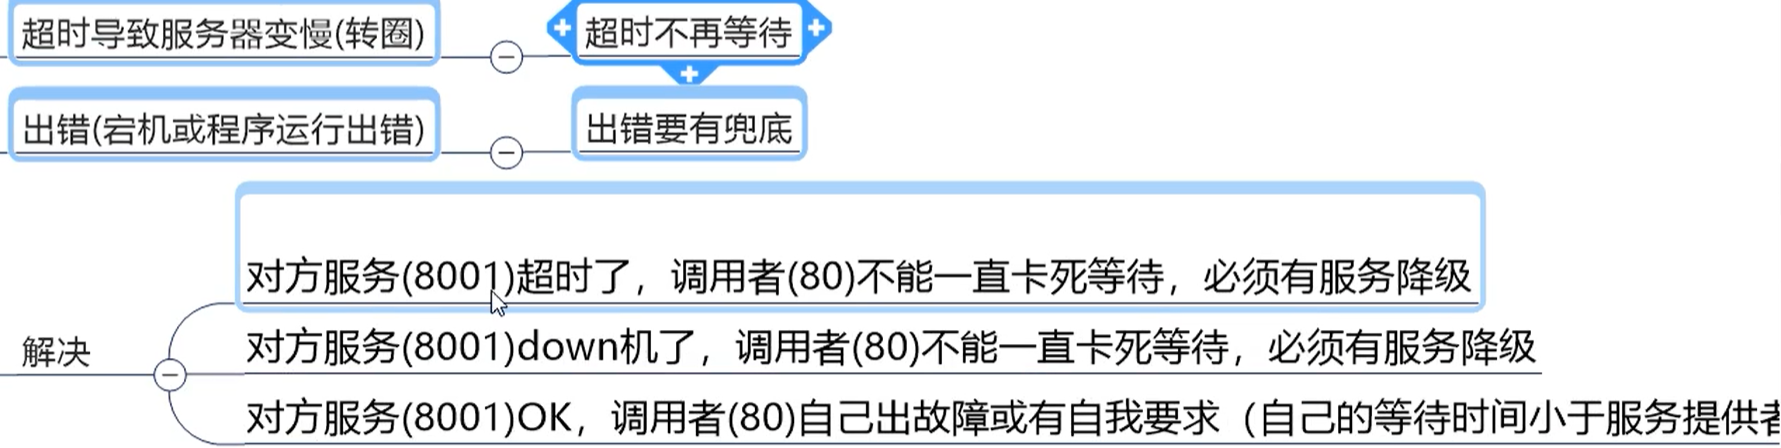 超时导致服务器变慢(转圈)
超时不再等待
出错(宕机或程序运行出错)
出错要有兜底
解决
对方服务(8001)超时了，调用者(80)不能一直卡死等待，必须有服务降级
对方服务(8001)down机了，调用者(80)不能一直卡死等待，必须有服务降级
对方服务(8001)OK，调用者(80)自己出故障或有自我要求（自己的等待时间小于服务提供者